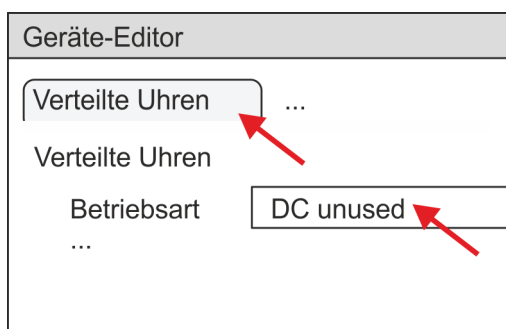 Geräte-Editor
Verteilte Uhren ...
Verteilte Uhren
Betriebsart DC unused
...